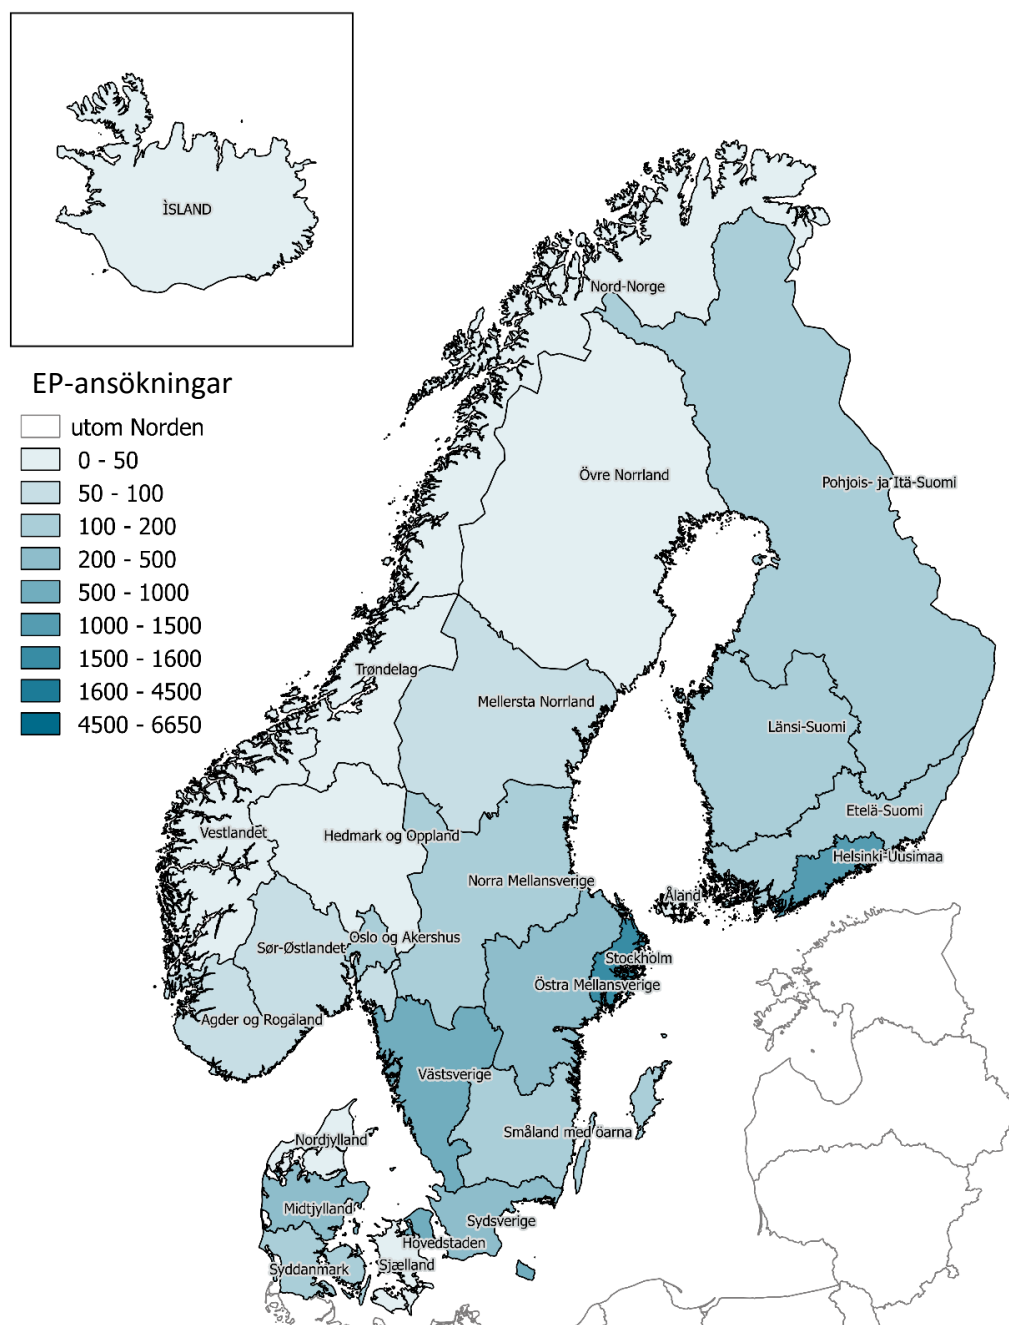 ÌSLAND
EP-ansökningar
utom Norden
0 - 50
50 - 100
100 - 200
200 - 500
500 - 1000
1000 - 1500
1500 - 1600
1600 - 4500
4500 - 6650
Nord-Norge
Övre Norrland
Pohjois- ja Itä-Suomi
Trøndelag
Mellersta Norrland
Länsi-Suomi
Etelä-Suomi
Vestlandet
Hedmark og Oppland
Helsinki-Uusimaa
Norra Mellansverige
Åland
Oslo og Akershus
Sør-Østlandet
Stockholm
Östra Mellansverige
Agder og Rogaland
Västsverige
Småland med öarna
Nordjylland
Midtjylland
Sydsverige
Hovedstaden
Sjælland
Syddanmark